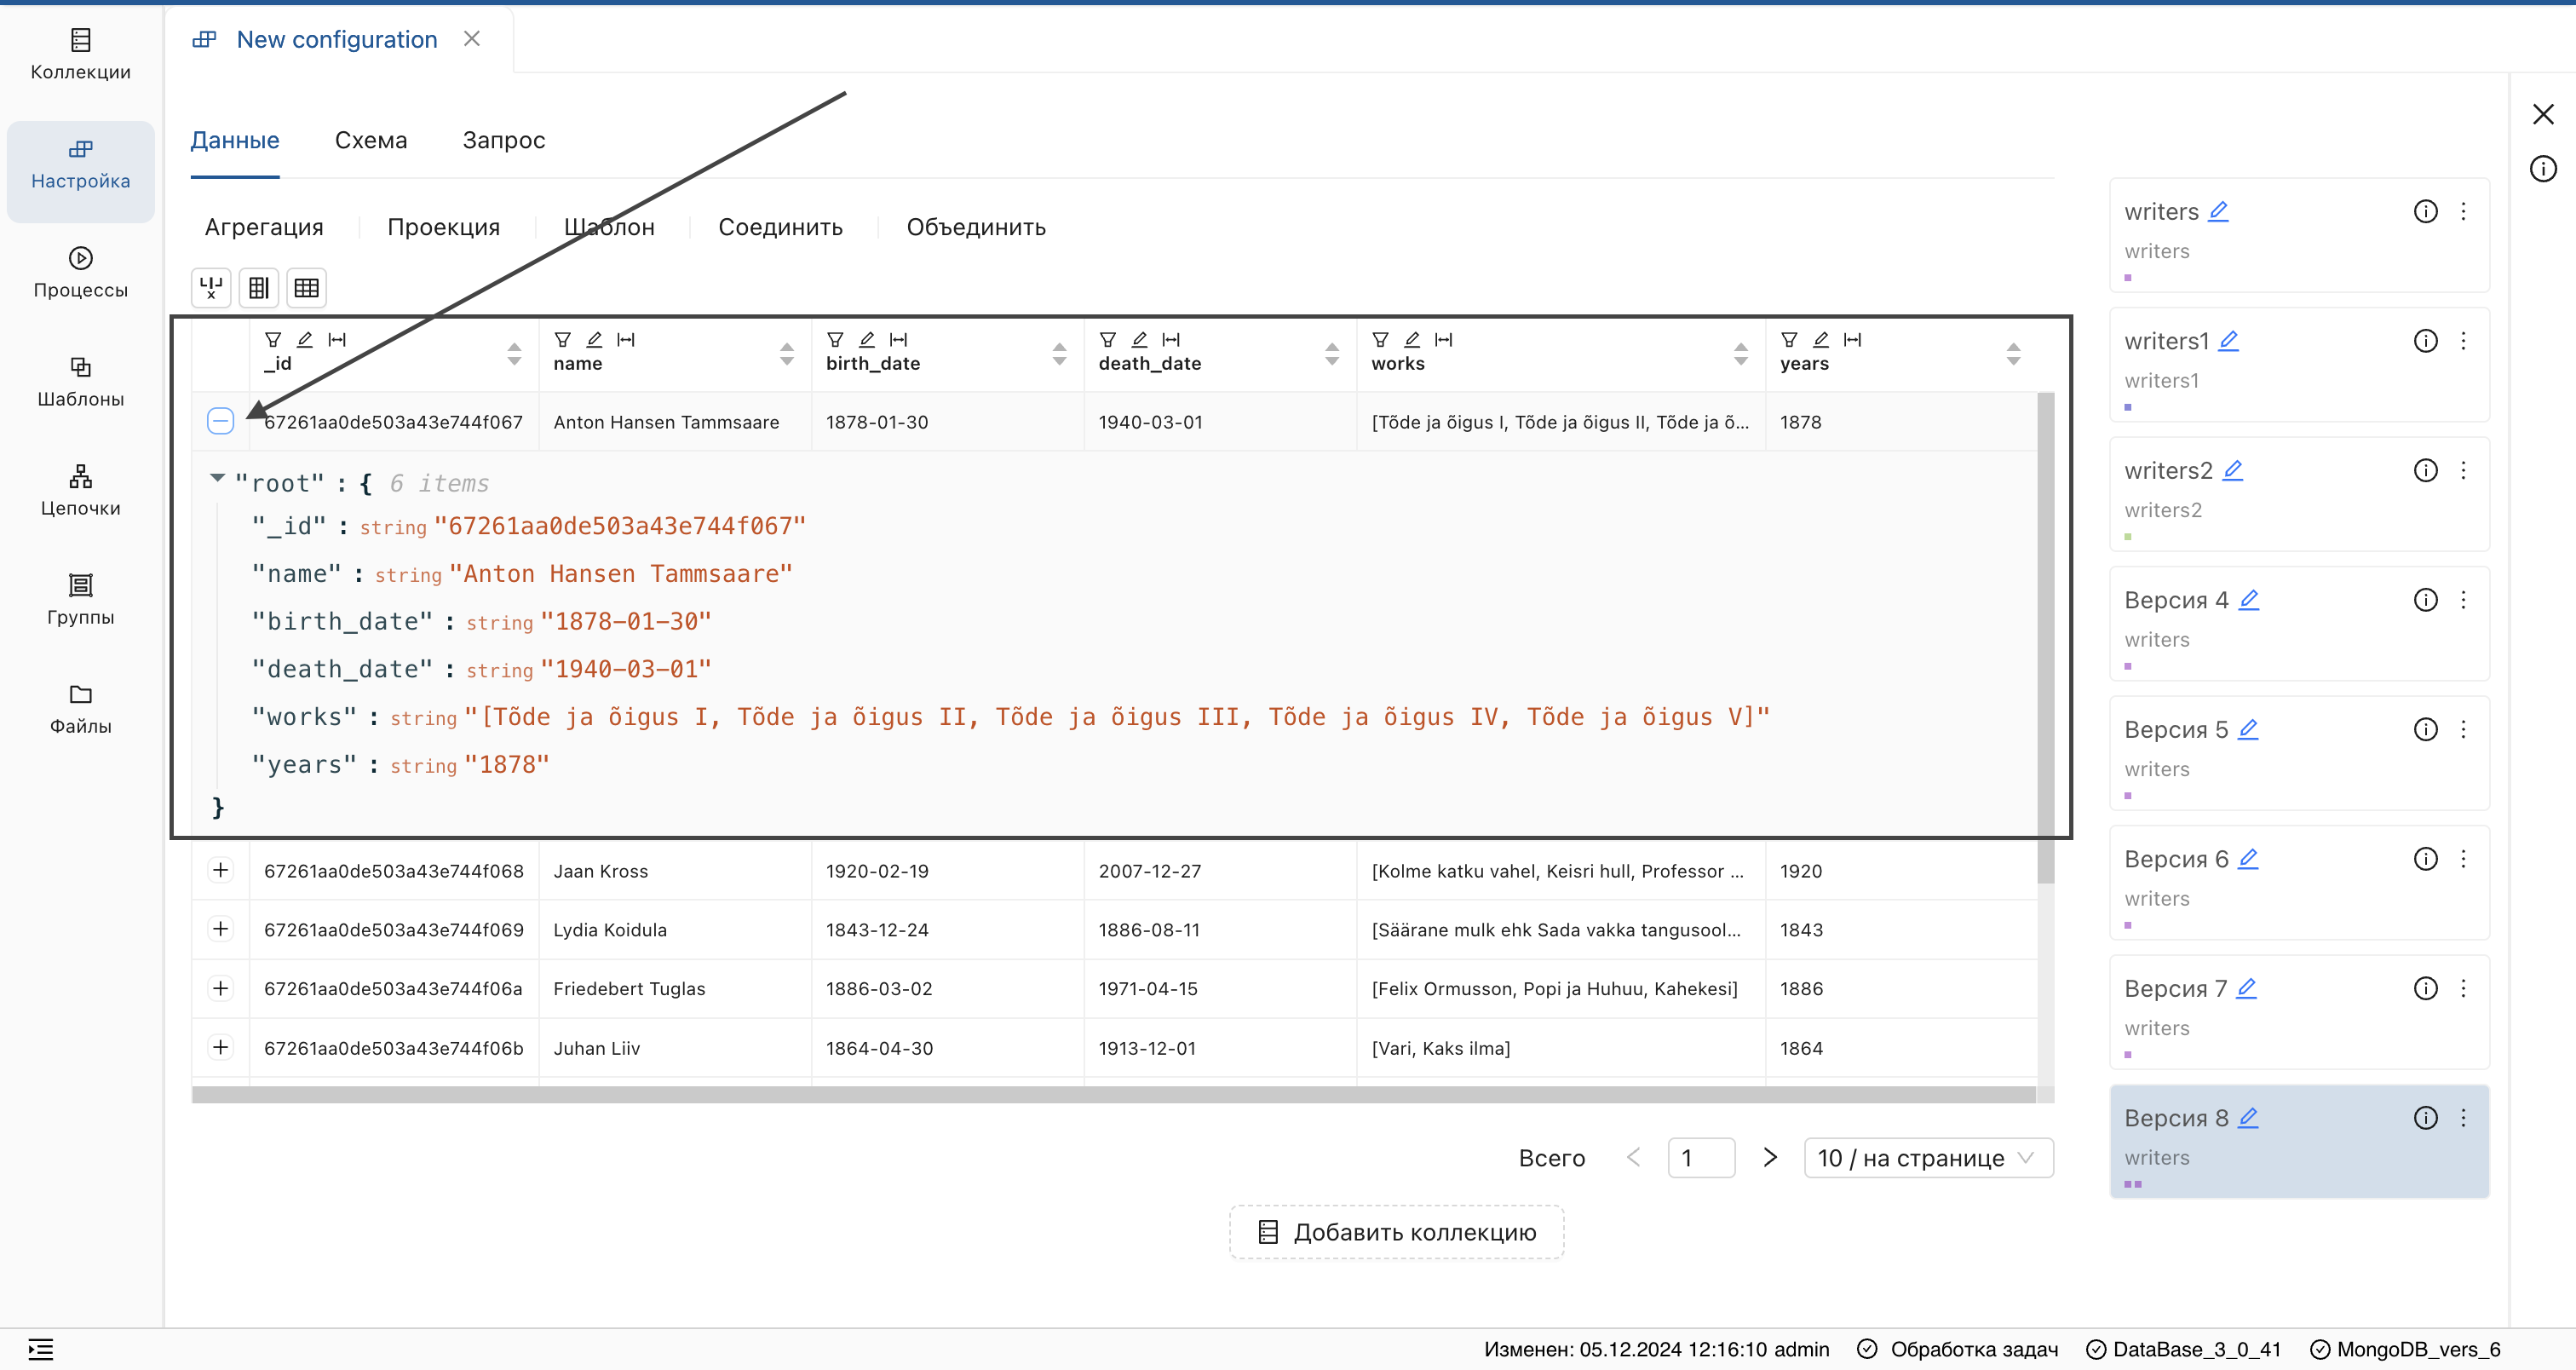 New configuration
Коллекции
Настройка
Процессы
Шаблоны
Цепочки
Группы
Файлы
Данные Схема Запрос
Агрегация Проекция Шаблон Соединить Объединить
_id name birth_date death_date works years
67261aa0de503a43e744f067 Anton Hansen Tammsaare 1878-01-30 1940-03-01 [Tõde ja õigus I, Tõde ja õigus II, Tõde ja õ... 1878
"root" : { 6 items
"_id" : string "67261aa0de503a43e744f067"
"name" : string "Anton Hansen Tammsaare"
"birth_date" : string "1878-01-30"
"death_date" : string "1940-03-01"
"works" : string "[Tõde ja õigus I, Tõde ja õigus II, Tõde ja õigus III, Tõde ja õigus IV, Tõde ja õigus V]"
"years" : string "1878"
}
67261aa0de503a43e744f068 Jaan Kross 1920-02-19 2007-12-27 [Kolme katku vahel, Keisri hull, Professor ... 1920
67261aa0de503a43e744f069 Lydia Koidula 1843-12-24 1886-08-11 [Säärane mulk ehk Sada vakka tangusool... 1843
67261aa0de503a43e744f06a Friedebert Tuglas 1886-03-02 1971-04-15 [Felix Ormusson, Popi ja Huhuu, Kahekesi] 1886
67261aa0de503a43e744f06b Juhan Liiv 1864-04-30 1913-12-01 [Vari, Kaks ilma] 1864
Всего 1 10 / на странице
Добавить коллекцию
writers
writers
writers1
writers1
writers2
writers2
Версия 4
writers
Версия 5
writers
Версия 6
writers
Версия 7
writers
Версия 8
writers
Изменен: 05.12.2024 12:16:10 admin Обработка задач DataBase_3_0_41 MongoDB_vers_6